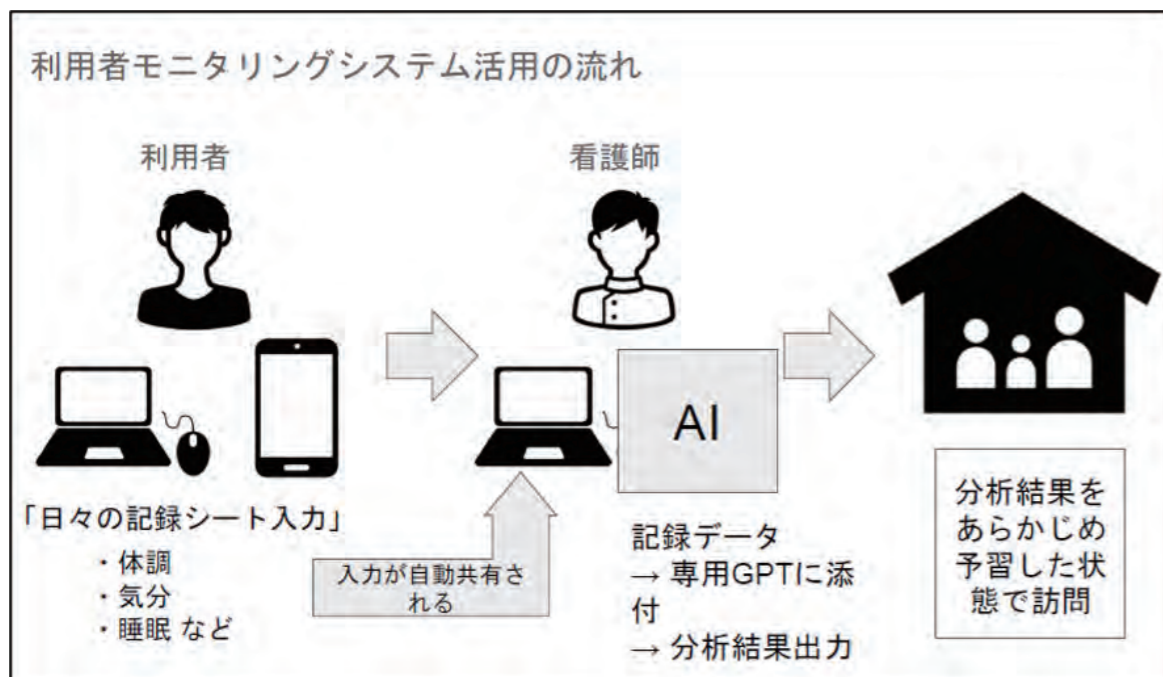 利用者モニタリングシステム活用の流れ
利用者
看護師
「日々の記録シート入力」
・体調
・気分
・睡眠 など
入力が自動共有さ
れる
AI
記録データ
→ 専用GPTに添
付
→ 分析結果出力
分析結果を
あらかじめ
予習した状
態で訪問